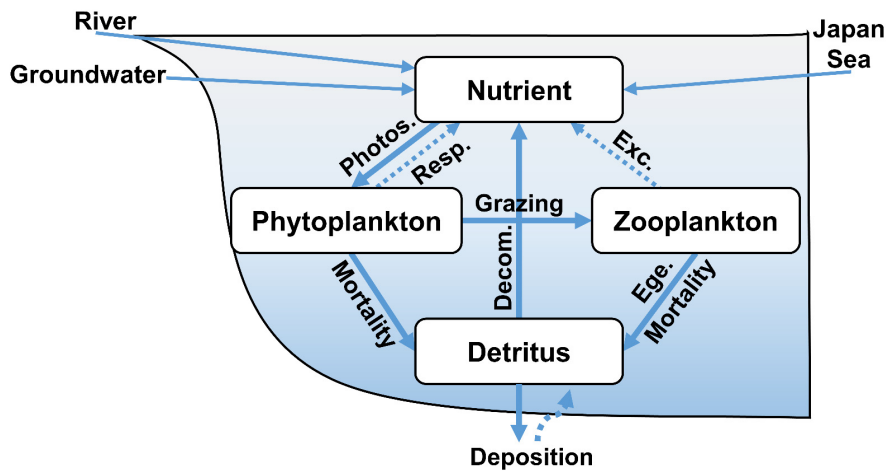 River
Japan
Sea
Groundwater
Nutrient
Photos.
Resp.
Exc.
Phytoplankton
Grazing
Zooplankton
Decom.
Mortality
Ege.
Mortality
Detritus
Deposition